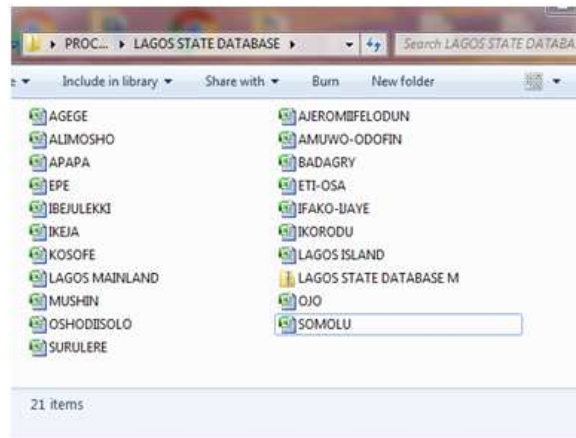 PROC... LAGOS STATE DATABASE Search LAGOS STATE DATABA
Include in library Share with Burn New folder
AGEGE AJEROMIIFELODUN
ALIMOSHO AMUWO-ODOFIN
APAPA BADAGRY
EPE ETI-OSA
IBEJULEKKI IFAKO-IJAYE
IKEJA IKORODU
KOSOFE LAGOS ISLAND
LAGOS MAINLAND LAGOS STATE DATABASE M
MUSHIN OJO
OSHODIISOLO SOMOLU
SURULERE
21 items